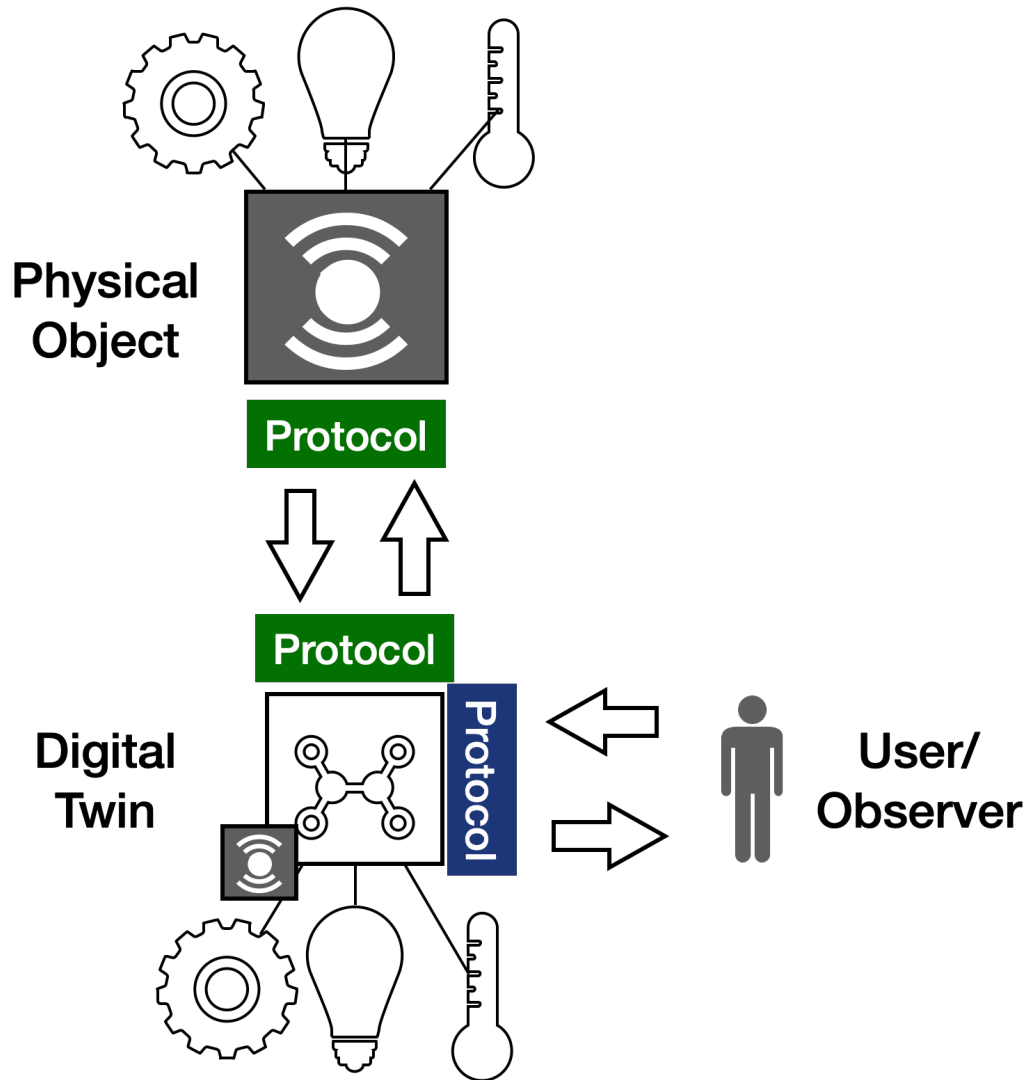 Physical
Object
Protocol
Protocol
Digital
Twin
Protocol
User/
Observer